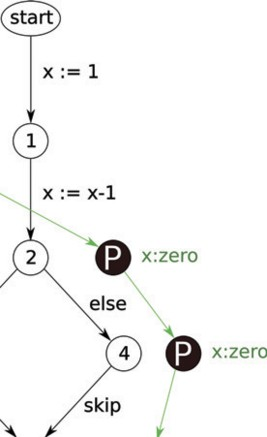 start
x := 1
1
x := x-1
2
P
x:zero
else
4
P
x:zero
skip